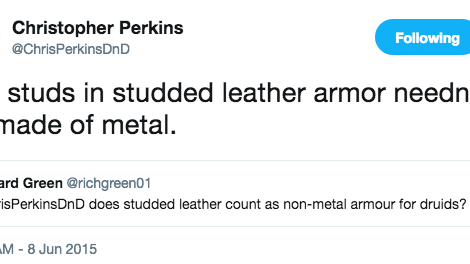 Christopher Perkins
@ChrisPerkinsDnD
Following
studs in studded leather armor needn
made of metal.
ard Green @richgreen01
risPerkinsDnD does studded leather count as non-metal armour for druids?
AM - 8 Jun 2015